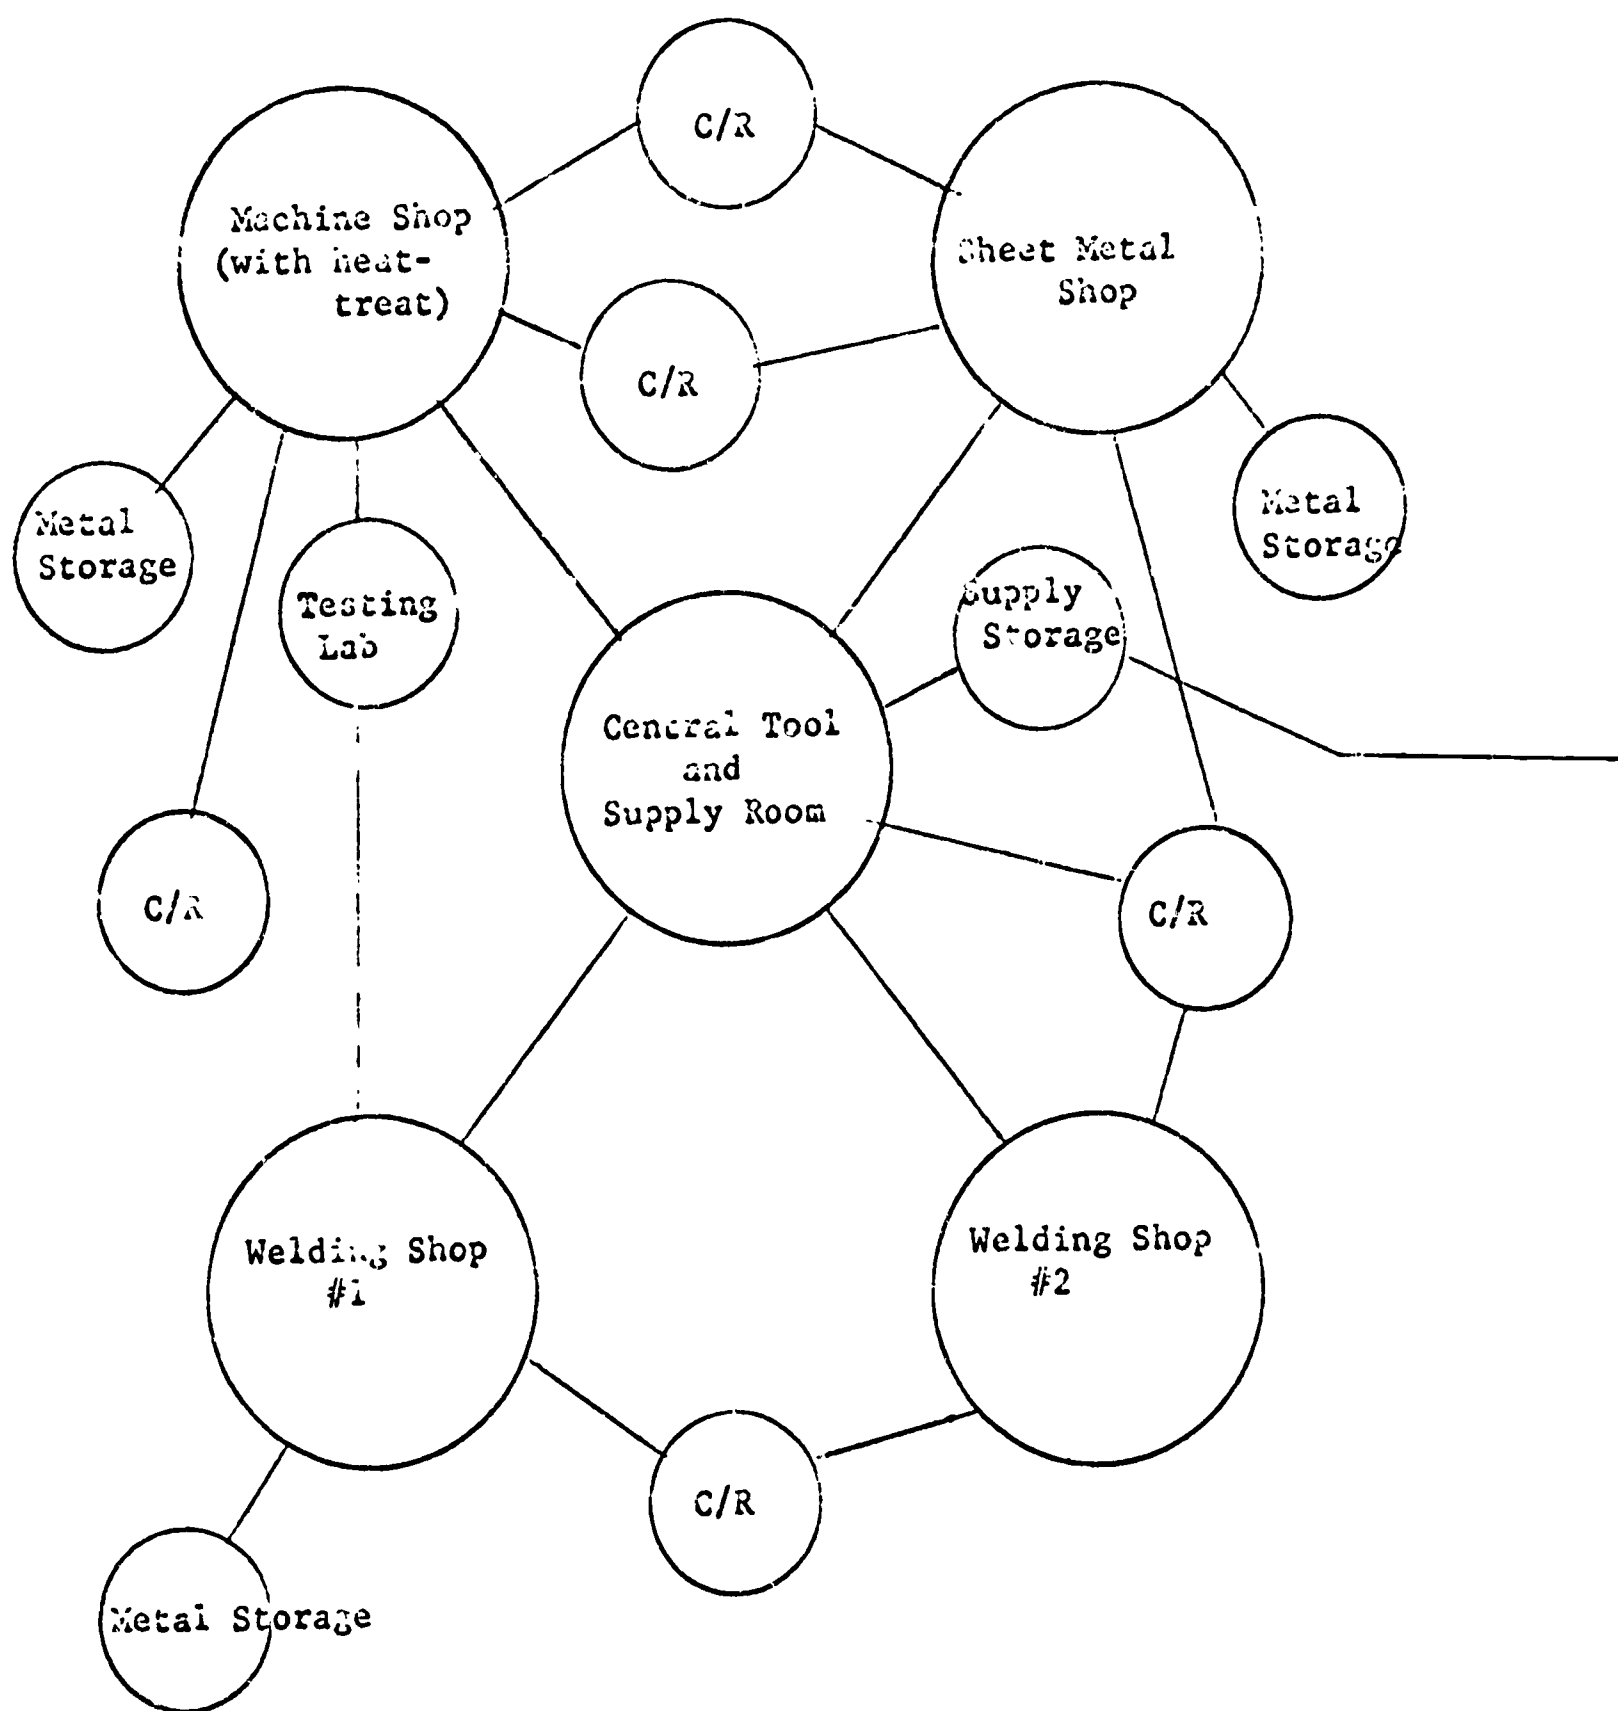 C/R
Machine Shop
(with heat-
treat)
Sheet Metal
Shop
C/R
Metal
Storage
Metal
Storage
Testing
Lab
Supply
Storage
Central Tool
and
Supply Room
C/R
C/R
Welding Shop
#1
Welding Shop
#2
C/R
Metal Storage